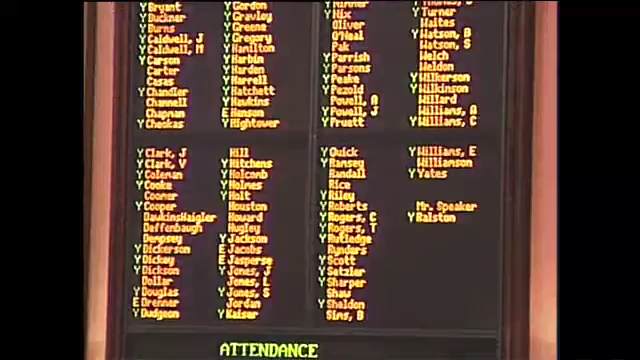 Y Bryant
Y Buckner
Y Burns
Y Caldwell, J
Y Caldwell, M
Y Carson
Carter
Casas
Y Chandler
Channell
Chapman
Y Cheokas
Y Clark, J
Y Clark, V
Y Coleman
Y Cooke
Coomer
Y Cooper
DawkinsHaigler
Deffenbaugh
Dempsey
Y Dickerson
Y Dickey
Y Dickson
Dollar
Y Douglas
E Drenner
Y Dudgeon
Y Gordon
Y Gravley
Y Greene
Y Gregory
Y Hamilton
Y Harbin
Y Harden
Y Harrell
Y Hatchett
Y Hawkins
E Henson
Y Hightower
Hill
Y Hitchens
Y Holcomb
Y Holmes
Y Holt
Houston
Howard
Hugley
Y Jackson
E Jacobs
E Jasperse
Y Jones, J
Jones, L
Y Jones, S
Jordan
Y Kaiser
Y Nix
Oliver
O'Neal
Pak
Y Parrish
Y Parsons
Y Peake
Y Pezold
Powell, A
Y Powell, J
Y Pruett
Y Quick
Y Ramsey
Randall
Rice
Y Riley
Y Roberts
Y Rogers, C
Y Rogers, T
Y Rutledge
Rynders
Y Scott
Y Setzler
Y Sharper
Shaw
Y Sheldon
Sims, B
Y Turner
Waites
Y Watson, B
Watson, S
Welch
Weldon
Y Wilkerson
Y Wilkinson
Willard
Y Williams, A
Y Williams, C
Y Williams, E
Williamson
Y Yates
Mr. Speaker
Y Ralston
ATTENDANCE